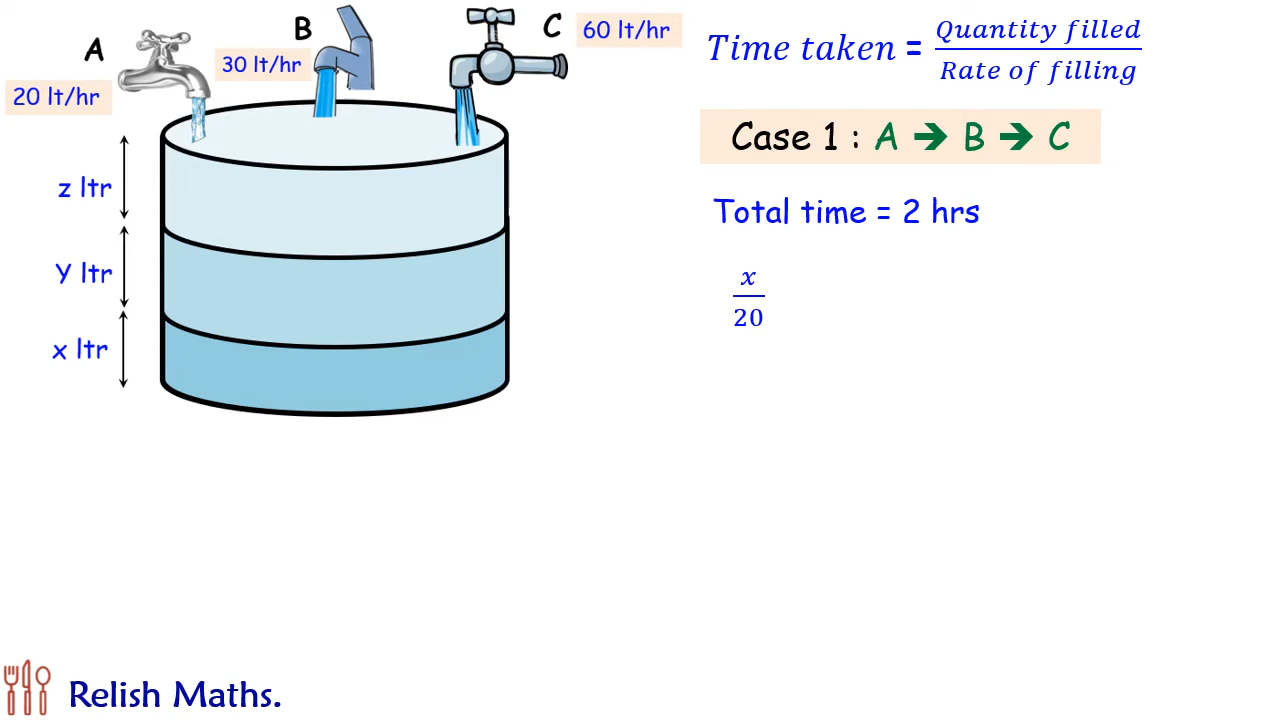 A
20 lt/hr
B
30 lt/hr
C
60 lt/hr
z ltr
Y ltr
x ltr
Time taken = Quantity filled / Rate of filling
Case 1 : A ➔ B ➔ C
Total time = 2 hrs
x / 20
Relish Maths.